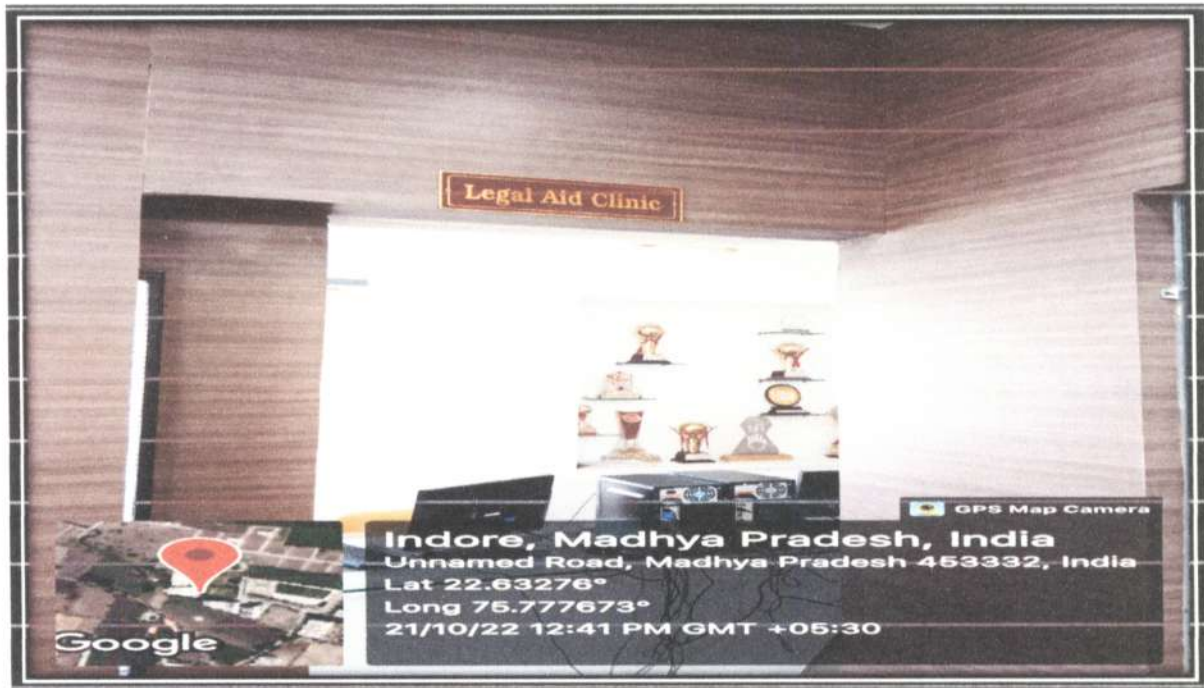 Legal Aid Clinic
GPS Map Camera
Indore, Madhya Pradesh, India
Unnamed Road, Madhya Pradesh 453332, India
Lat 22.63276°
Long 75.777673°
21/10/22 12:41 PM GMT +05:30
Google